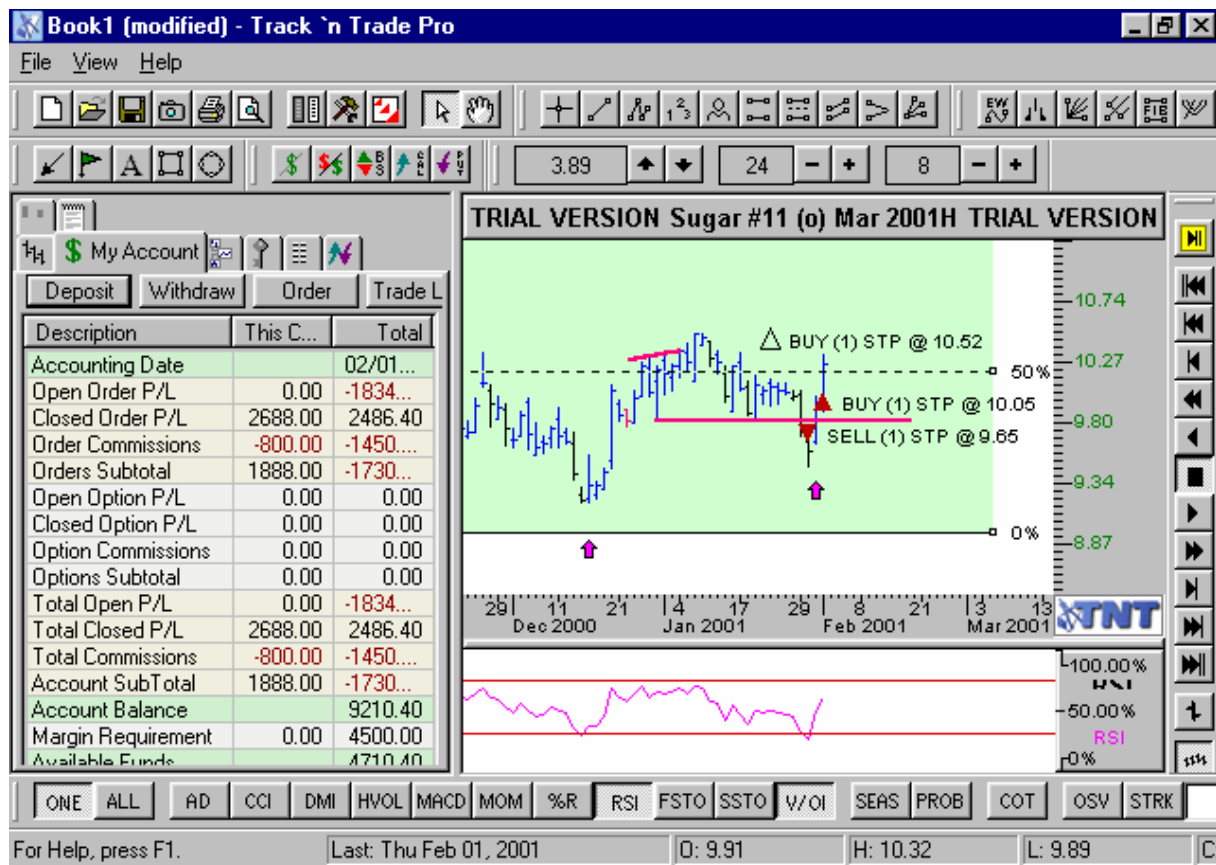 Book1 (modified) - Track `n Trade Pro
File View Help
1 2 3
EW
FTB
A
$ $/$ B S C A L P U T
3.89 24 8
$ My Account
Deposit Withdraw Order Trade L
Description This C... Total
Accounting Date 02/01...
Open Order P/L 0.00 -1834...
Closed Order P/L 2688.00 2486.40
Order Commissions -800.00 -1450....
Orders Subtotal 1888.00 -1730...
Open Option P/L 0.00 0.00
Closed Option P/L 0.00 0.00
Option Commissions 0.00 0.00
Options Subtotal 0.00 0.00
Total Open P/L 0.00 -1834...
Total Closed P/L 2688.00 2486.40
Total Commissions -800.00 -1450....
Account SubTotal 1888.00 -1730...
Account Balance 9210.40
Margin Requirement 0.00 4500.00
Available Funds 4710.40
TRIAL VERSION Sugar #11 (o) Mar 2001H TRIAL VERSION
10.74
BUY (1) STP @ 10.52
10.27
50%
BUY (1) STP @ 10.05
9.80
SELL (1) STP @ 9.65
9.34
0%
8.87
29 11 21 4 17 29 8 21 3 13
Dec 2000 Jan 2001 Feb 2001 Mar 2001
TNT
100.00%
RSI
50.00%
RSI
0%
ONE ALL AD CCI DMI HVOL MACD MOM %R RSI FSTO SSTO V/OI SEAS PROB COT OSV STRK
For Help, press F1. Last: Thu Feb 01, 2001 O: 9.91 H: 10.32 L: 9.89 C